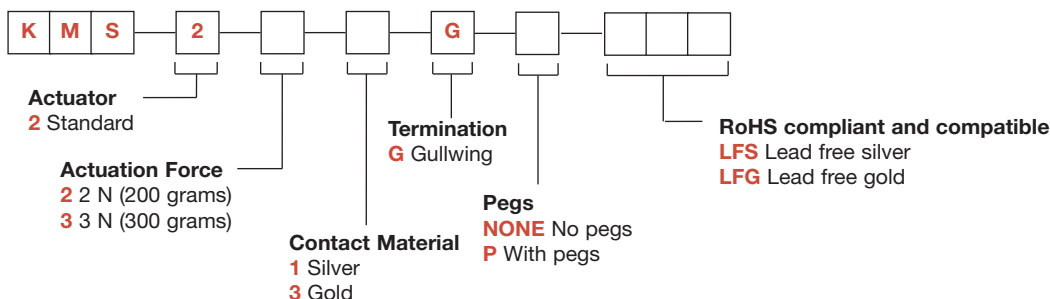 K M S 2 G
Actuator
2 Standard
Actuation Force
2 2 N (200 grams)
3 3 N (300 grams)
Contact Material
1 Silver
3 Gold
Termination
G Gullwing
Pegs
NONE No pegs
P With pegs
RoHS compliant and compatible
LFS Lead free silver
LFG Lead free gold